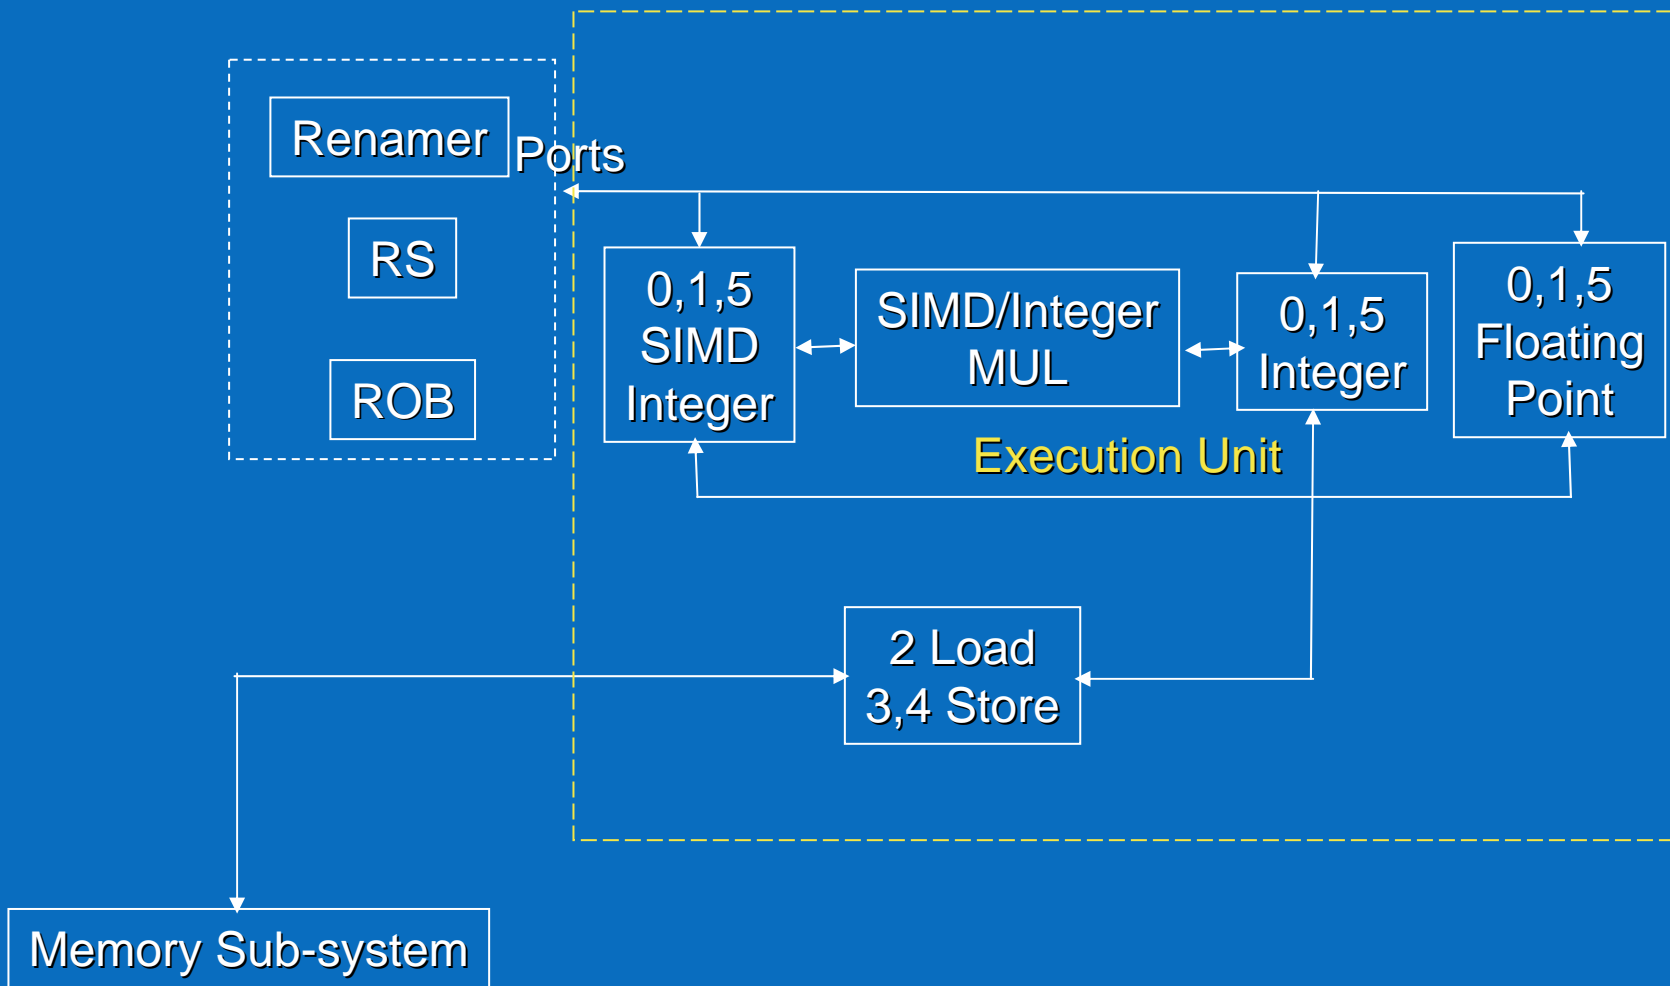 Renamer
Ports
RS
ROB
0,1,5
SIMD
Integer
SIMD/Integer
MUL
0,1,5
Integer
0,1,5
Floating
Point
Execution Unit
2 Load
3,4 Store
Memory Sub-system